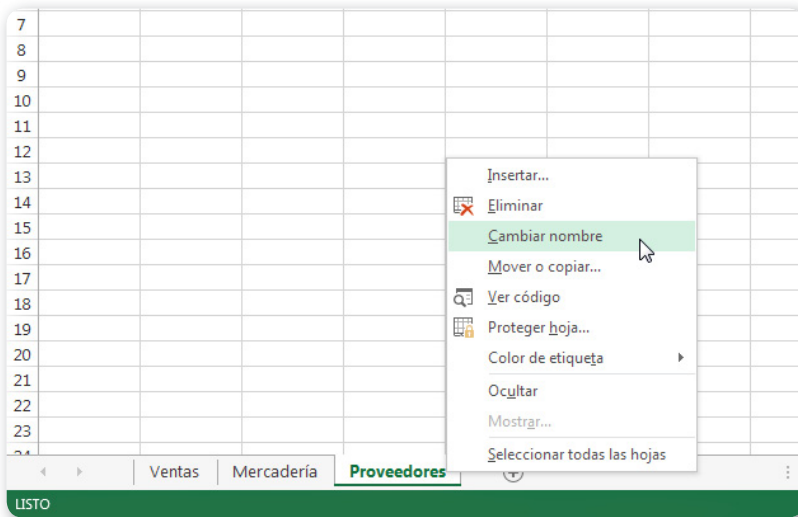 7
8
9
10
11
12
13
14
15
16
17
18
19
20
21
22
23
Insertar...
Eliminar
Cambiar nombre
Mover o copiar...
Ver código
Proteger hoja...
Color de etiqueta
Ocultar
Mostrar...
Seleccionar todas las hojas
Ventas Mercadería Proveedores
LISTO